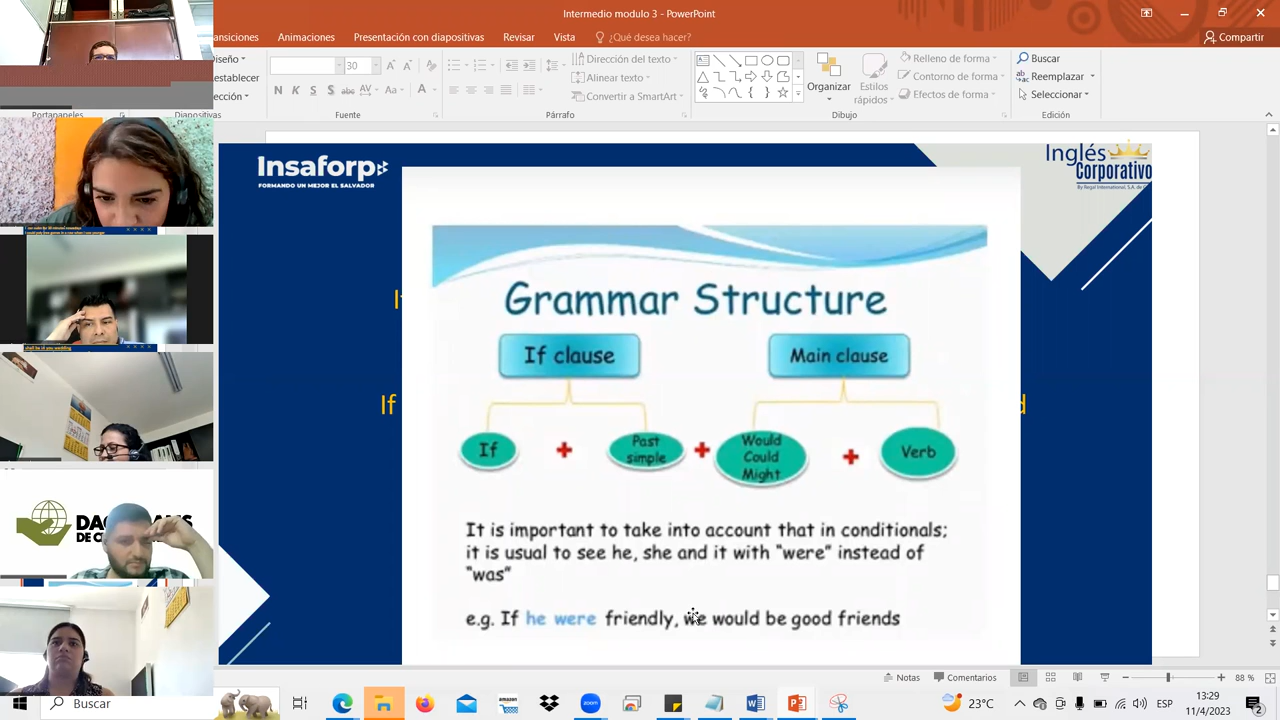 Intermedio modulo 3 - PowerPoint
Animaciones
Presentación con diapositivas
Revisar
Vista
¿Qué desea hacer?
Compartir
30
Dirección del texto
Alinear texto
Convertir a SmartArt
Organizar
Estilos rápidos
Relleno de forma
Contorno de forma
Efectos de forma
Buscar
Reemplazar
Seleccionar
Fuente
Párrafo
Dibujo
Edición
Insaforp
FORMANDO UN MEJOR EL SALVADOR
Inglés
Corporativo
Grammar Structure
If clause
Main clause
If
+
Past simple
+
Would
Could
Might
+
Verb
It is important to take into account that in conditionals;
it is usual to see he, she and it with "were" instead of
"was"
e.g. If he were friendly, we would be good friends
If
Notas
Comentarios
88 %
Buscar
amazon
zoom
23°C
ESP
11/4/2023
2